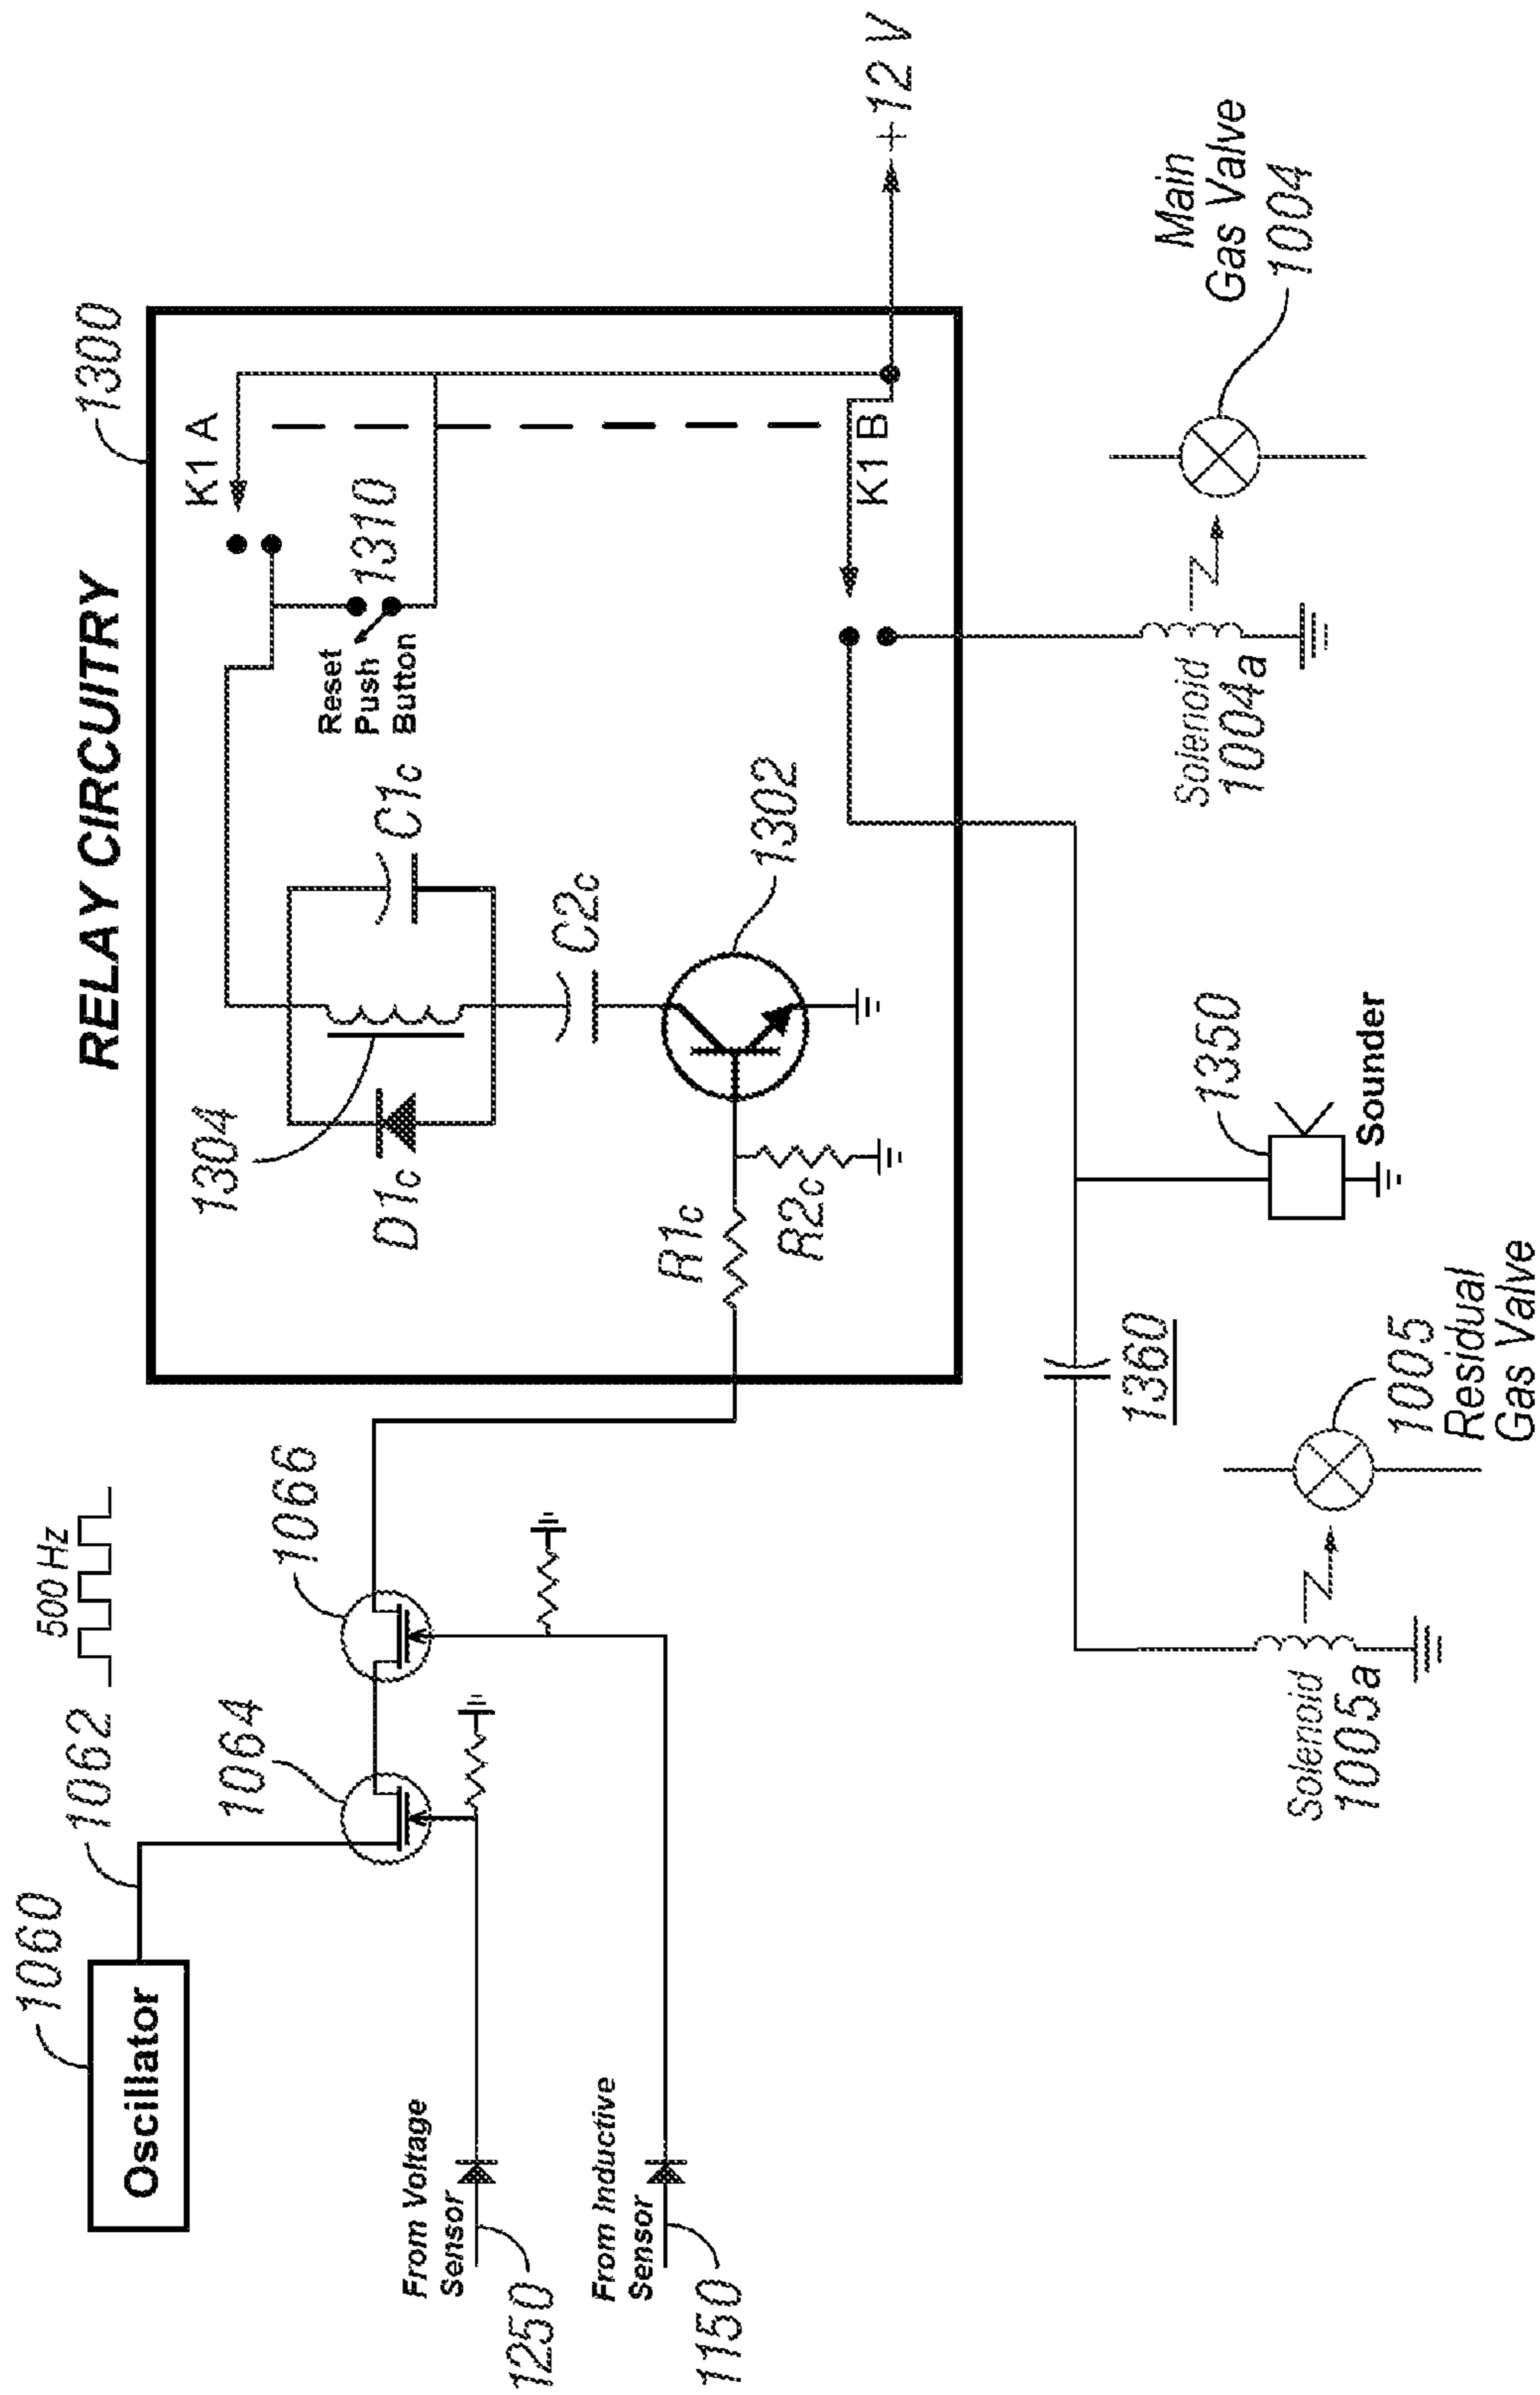 RELAY CIRCUITRY
1300
500 Hz
1060
1062
Oscillator
1064
1066
From Voltage
Sensor
1250
From Inductive
Sensor
1150
1304
D1c
C1c
C2c
R1c
R2c
1302
K1 A
Reset
Push
Button
1310
K1 B
+12 V
1360
1350
Sounder
Solenoid
1005a
1005
Residual
Gas Valve
Solenoid
1004a
Main
Gas Valve
1004